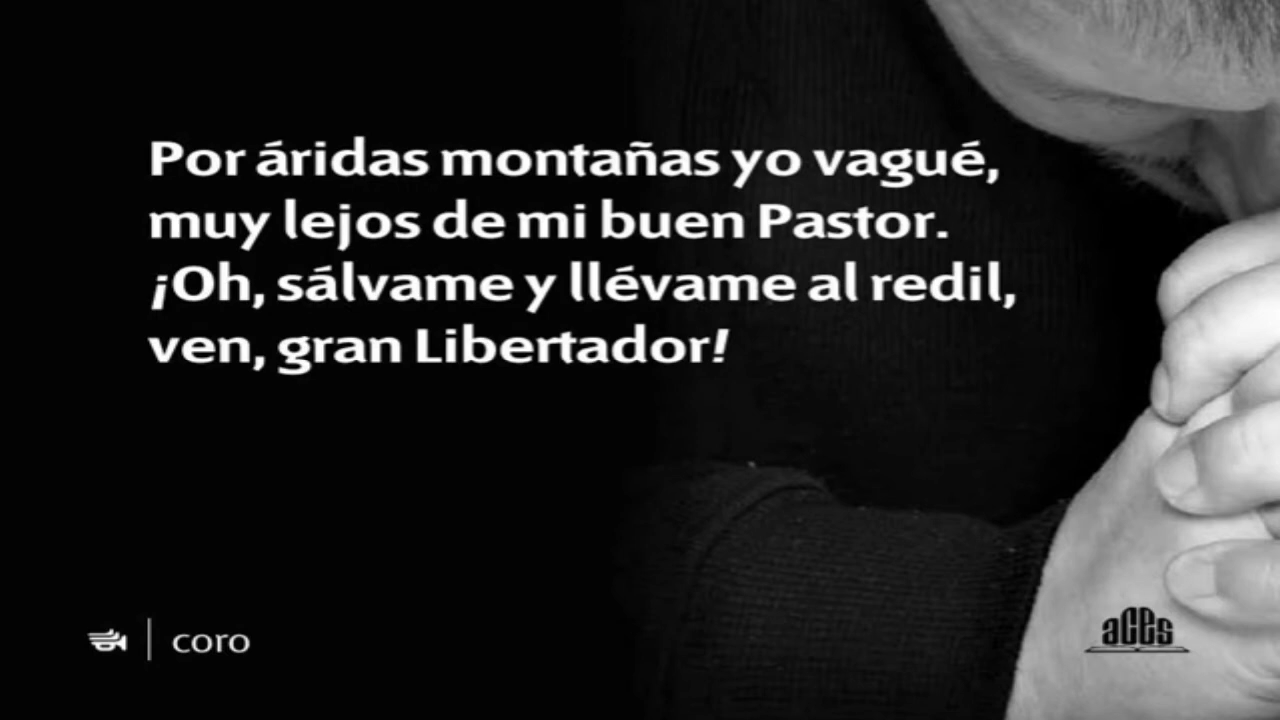 Por áridas montañas yo vagué,
muy lejos de mi buen Pastor.
¡Oh, sálvame y llévame al redil,
ven, gran Libertador!
coro
aces